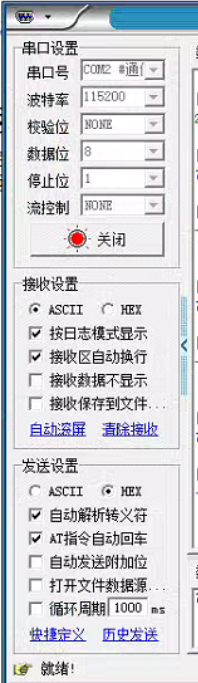 串口设置
串口号 COM2 #通
波特率 115200
校验位 NONE
数据位 8
停止位 1
流控制 NONE
关闭
接收设置
ASCII HEX
按日志模式显示
接收区自动换行
接收数据不显示
接收保存到文件...
自动滚屏 清除接收
发送设置
ASCII HEX
自动解析转义符
AT指令自动回车
自动发送附加位
打开文件数据源...
循环周期 1000 ms
快捷定义 历史发送
就绪!